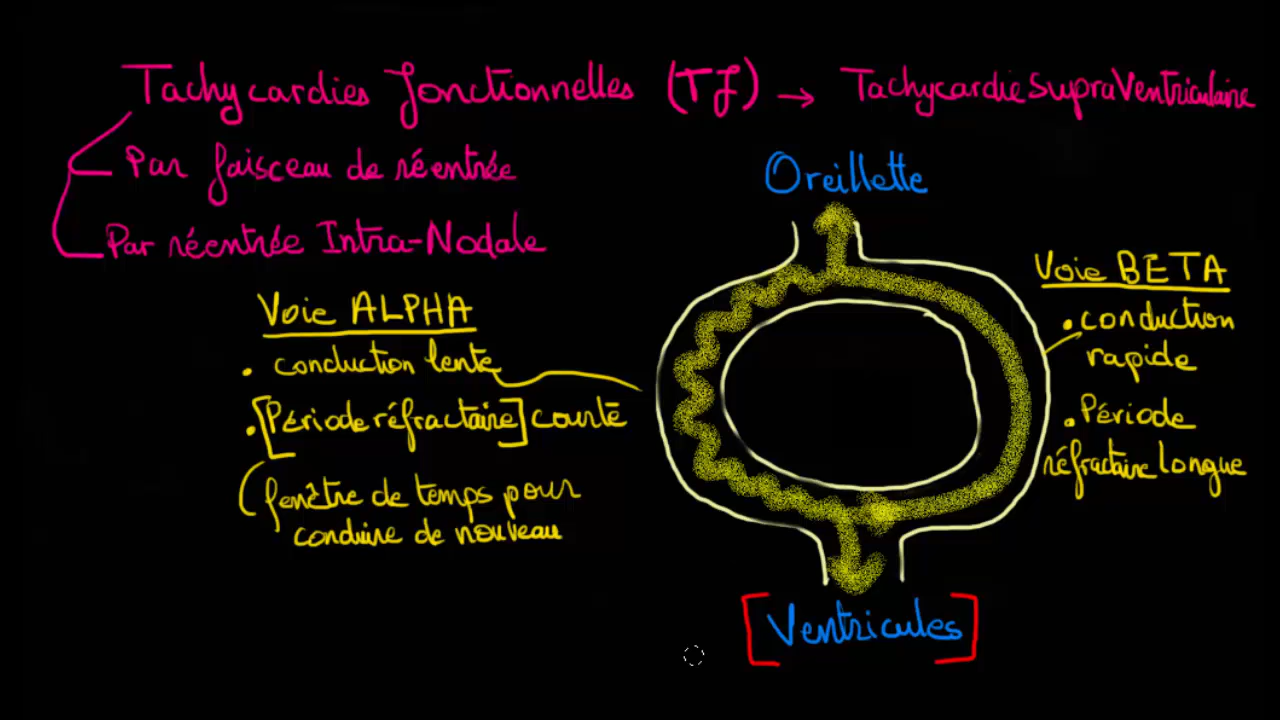 Tachycardies Jonctionnelles (TJ) → Tachycardie SupraVentriculaire
Par faisceau de réentrée
Par réentrée Intra-Nodale
Oreillette
Voie ALPHA
• conduction lente
• [Période réfractaire] courte
(fenêtre de temps pour
conduire de nouveau
Voie BETA
• conduction
rapide
• Période
réfractaire longue
[Ventricules]